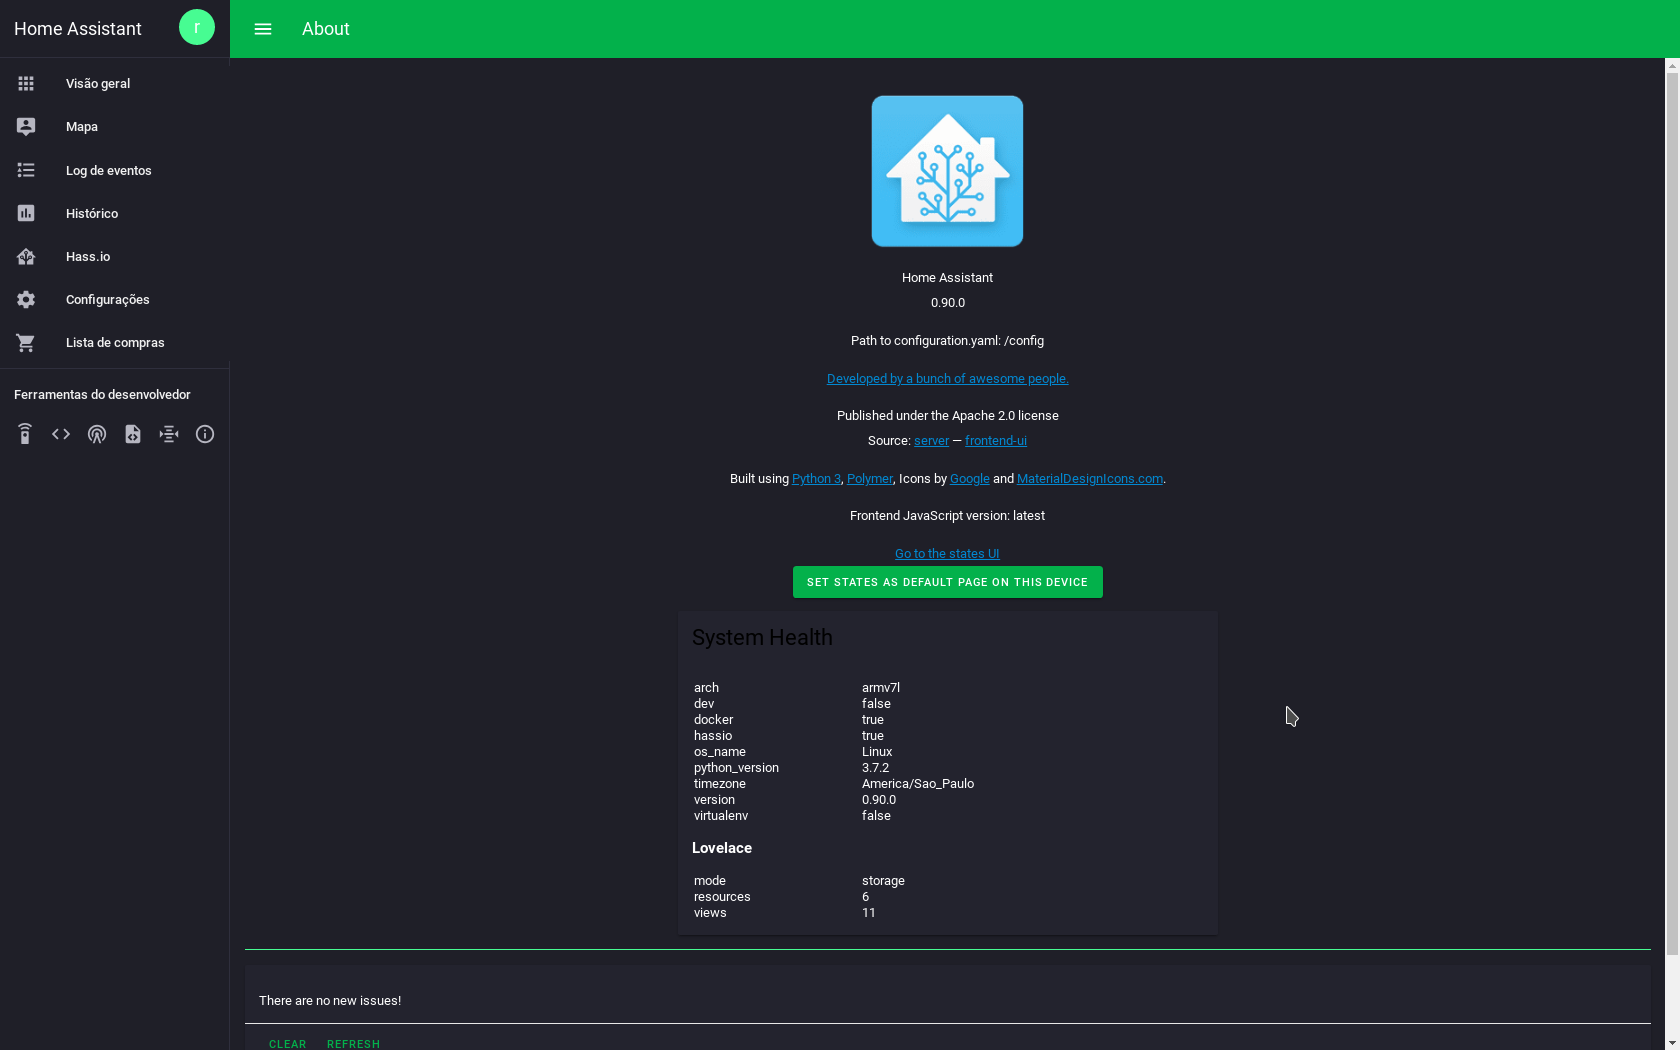 Home Assistant
r
About
Visão geral
Mapa
Log de eventos
Histórico
Hass.io
Configurações
Lista de compras
Ferramentas do desenvolvedor
Home Assistant
0.90.0
Path to configuration.yaml: /config
Developed by a bunch of awesome people.
Published under the Apache 2.0 license
Source: server — frontend-ui
Built using Python 3, Polymer, Icons by Google and MaterialDesignIcons.com.
Frontend JavaScript version: latest
Go to the states UI
SET STATES AS DEFAULT PAGE ON THIS DEVICE
System Health
arch armv7l
dev false
docker true
hassio true
os_name Linux
python_version 3.7.2
timezone America/Sao_Paulo
version 0.90.0
virtualenv false
Lovelace
mode storage
resources 6
views 11
There are no new issues!
CLEAR REFRESH